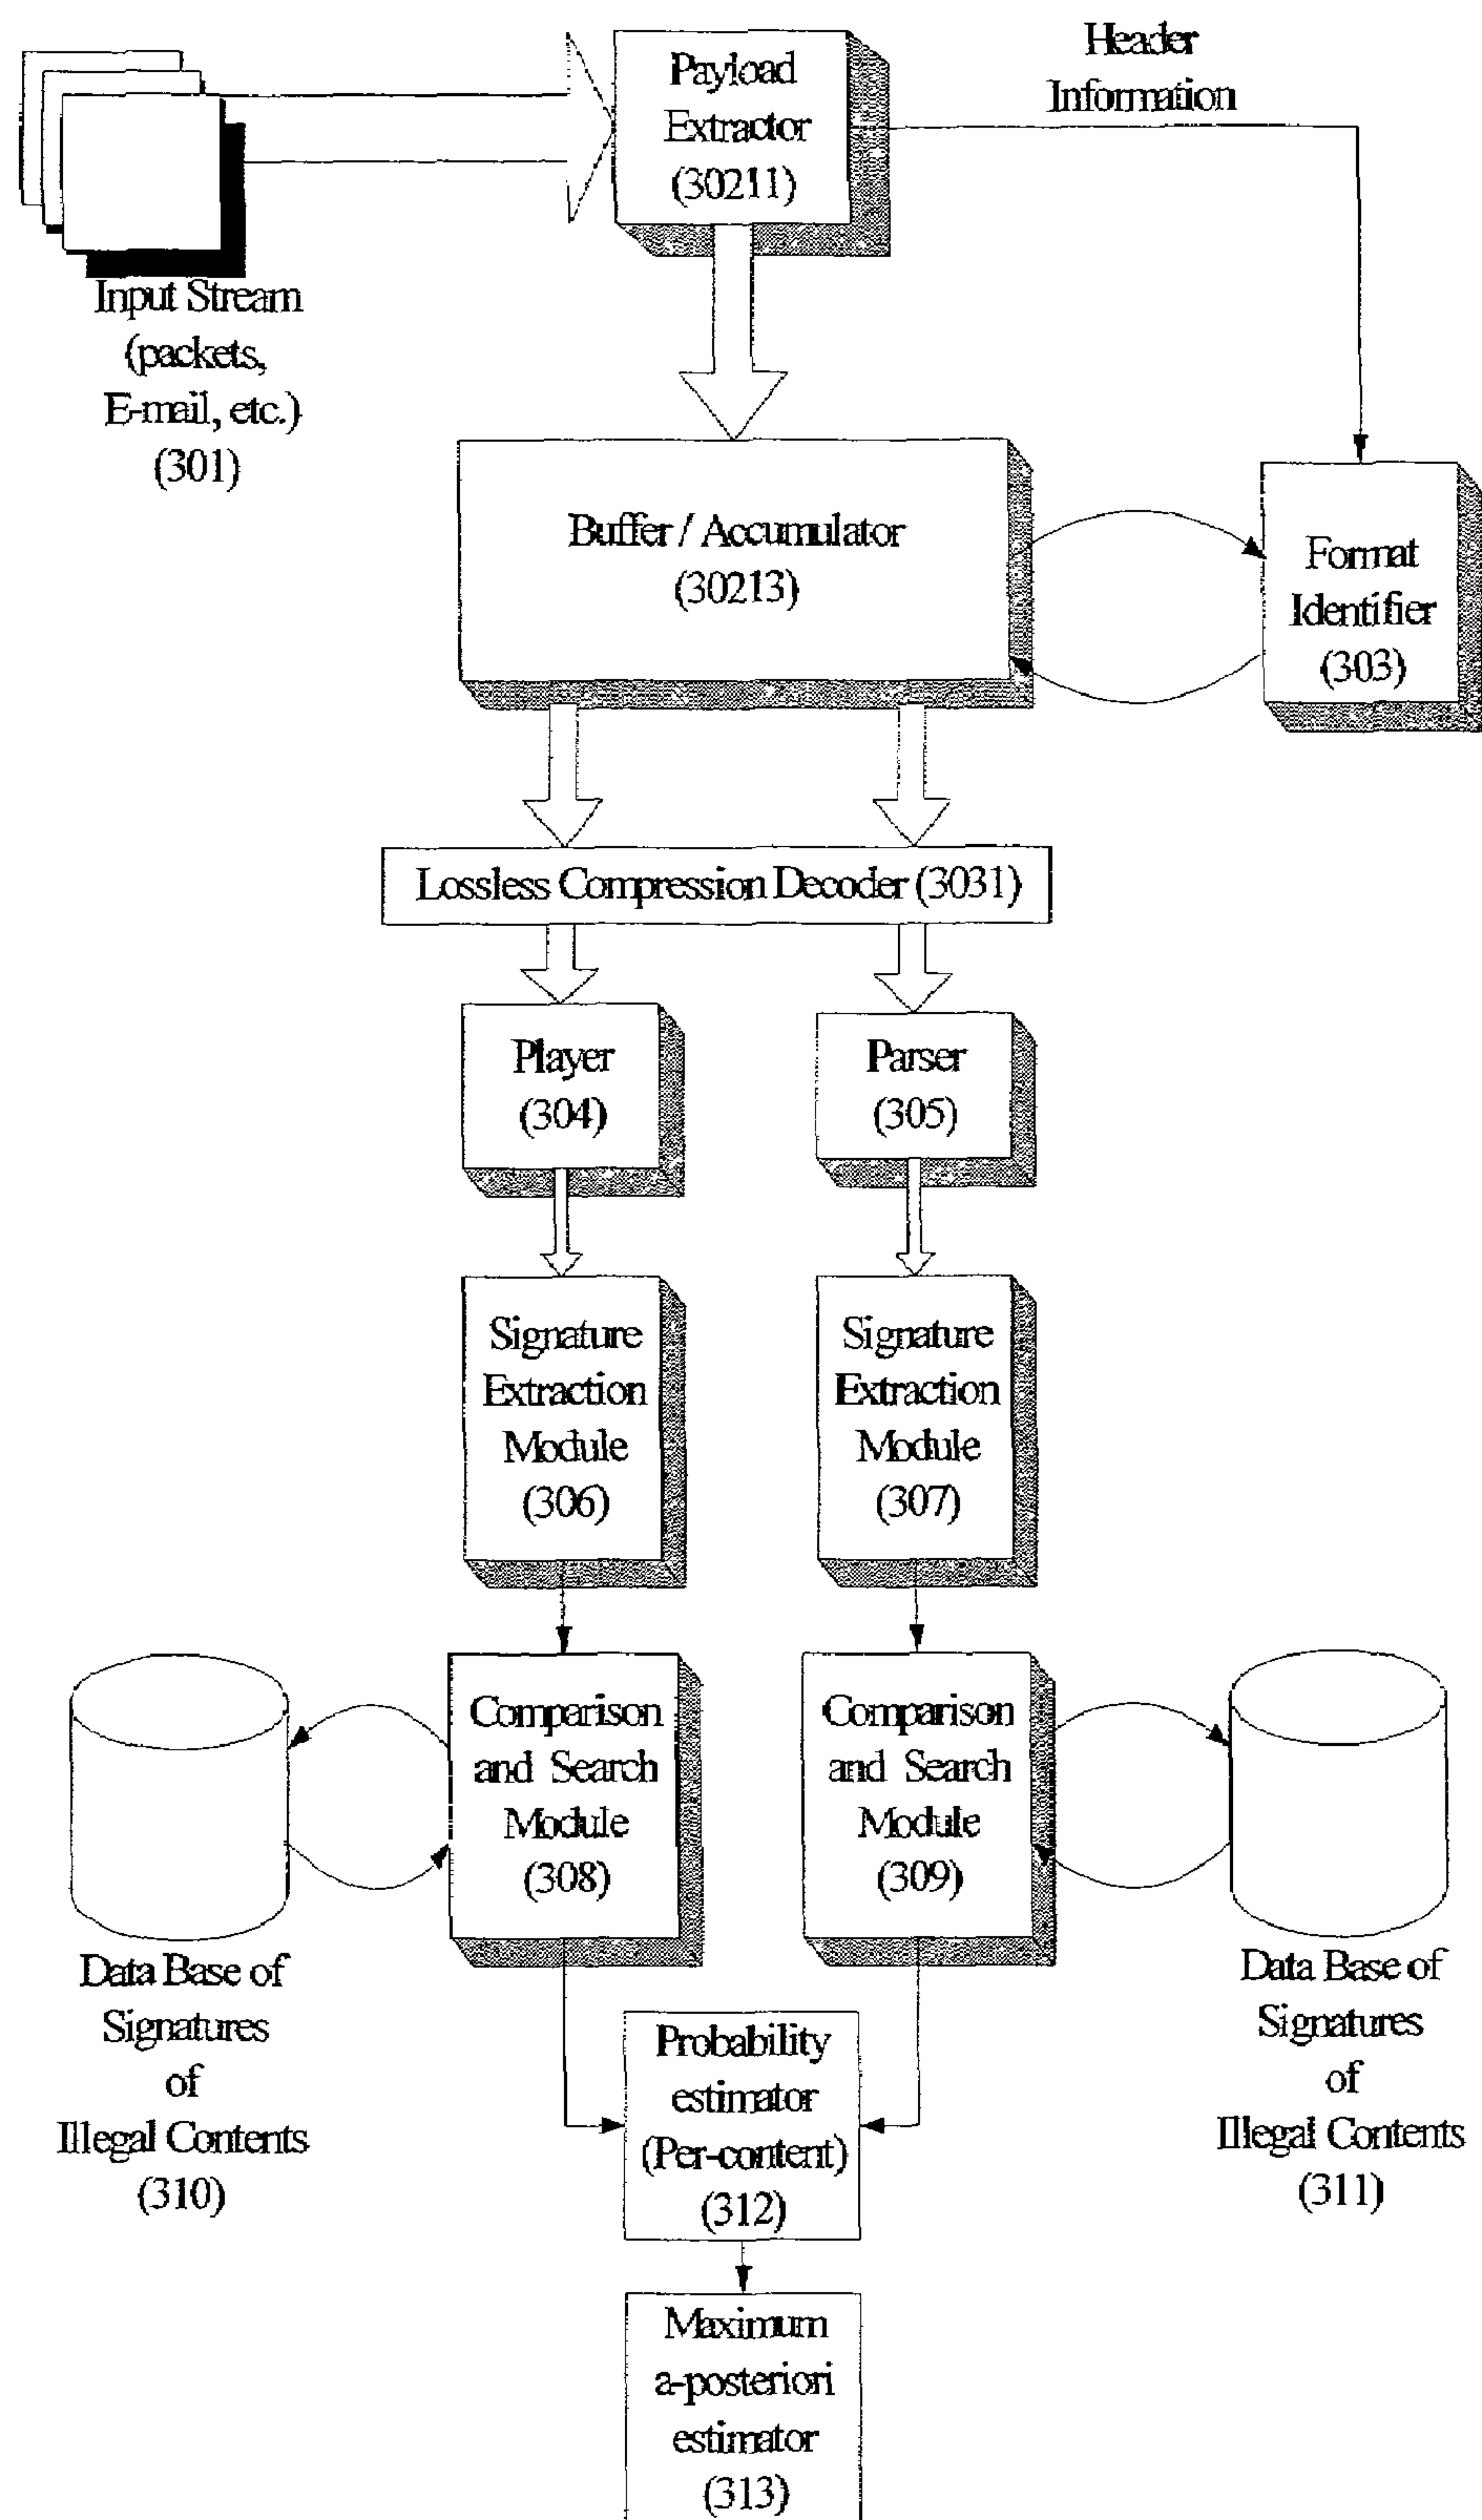 Payload
Extractor
(30211)
Header
Information
Input Stream
(packets,
E-mail, etc.)
(301)
Buffer / Accumulator
(30213)
Format
Identifier
(303)
Lossless Compression Decoder (3031)
Player
(304)
Parser
(305)
Signature
Extraction
Module
(306)
Signature
Extraction
Module
(307)
Comparison
and Search
Module
(308)
Comparison
and Search
Module
(309)
Data Base of
Signatures
of
Illegal Contents
(310)
Data Base of
Signatures
of
Illegal Contents
(311)
Probability
estimator
(Per-content)
(312)
Maximum
a-posteriori
estimator
(313)